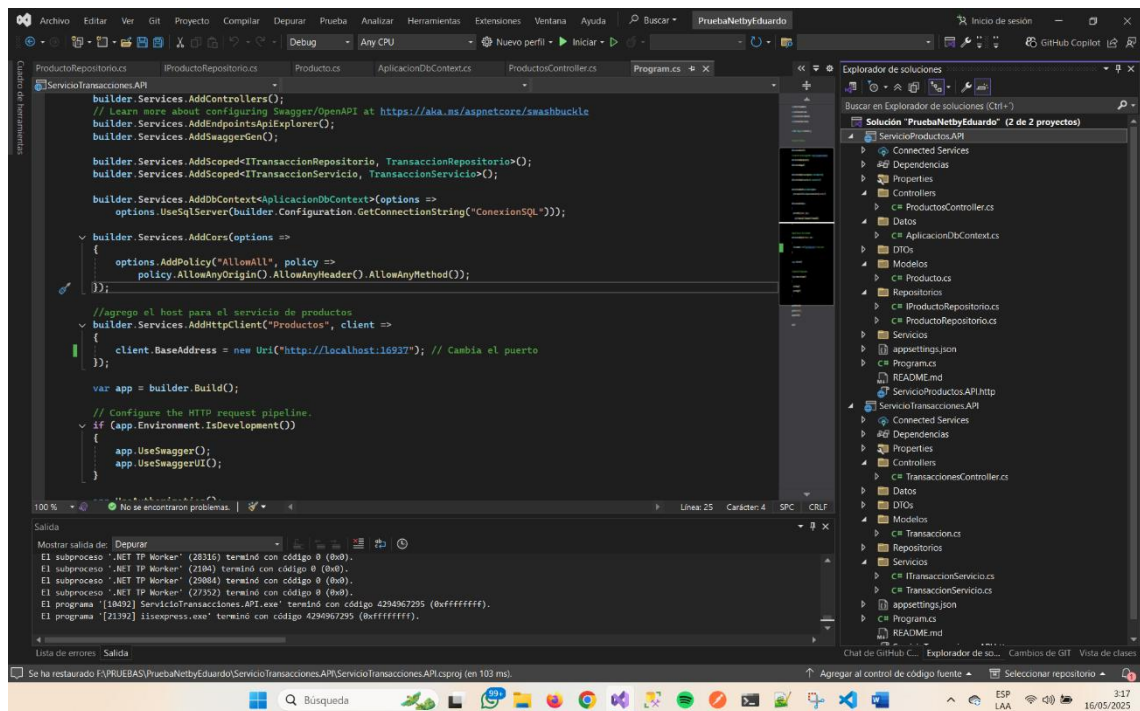 Archivo Editar Ver Git Proyecto Compilar Depurar Prueba Analizar Herramientas Extensiones Ventana Ayuda Buscar PruebaNetbyEduardo Inicio de sesión
Debug Any CPU Nuevo perfil Iniciar GitHub Copilot
Cuadro de herramientas
ProductoRepositorio.cs IProductoRepositorio.cs Producto.cs AplicacionDbContext.cs ProductosController.cs Program.cs
ServicioTransacciones.API
builder.Services.AddControllers();
// Learn more about configuring Swagger/OpenAPI at https://aka.ms/aspnetcore/swashbuckle
builder.Services.AddEndpointsApiExplorer();
builder.Services.AddSwaggerGen();
builder.Services.AddScoped<ITransaccionRepositorio, TransaccionRepositorio>();
builder.Services.AddScoped<ITransaccionServicio, TransaccionServicio>();
builder.Services.AddDbContext<AplicacionDbContext>(options =>
options.UseSqlServer(builder.Configuration.GetConnectionString("ConexionSQL")));
builder.Services.AddCors(options =>
{
options.AddPolicy("AllowAll", policy =>
policy.AllowAnyOrigin().AllowAnyHeader().AllowAnyMethod());
});
//agrego el host para el servicio de productos
builder.Services.AddHttpClient("Productos", client =>
{
client.BaseAddress = new Uri("http://localhost:16937"); // Cambia el puerto
});
var app = builder.Build();
// Configure the HTTP request pipeline.
if (app.Environment.IsDevelopment())
{
app.UseSwagger();
app.UseSwaggerUI();
}
100 % No se encontraron problemas. Línea: 25 Carácter: 4 SPC CRLF
Salida
Mostrar salida de: Depurar
El subproceso '.NET TP Worker' (28316) terminó con código 0 (0x0).
El subproceso '.NET TP Worker' (2104) terminó con código 0 (0x0).
El subproceso '.NET TP Worker' (29084) terminó con código 0 (0x0).
El subproceso '.NET TP Worker' (27352) terminó con código 0 (0x0).
El programa '[10492] ServicioTransacciones.API.exe' terminó con código 4294967295 (0xffffffff).
El programa '[21392] iisexpress.exe' terminó con código 4294967295 (0xffffffff).
Lista de errores Salida
Explorador de soluciones
Buscar en Explorador de soluciones (Ctrl+¨)
Solución "PruebaNetbyEduardo" (2 de 2 proyectos)
ServicioProductos.API
Connected Services
Dependencias
Properties
Controllers
C# ProductosController.cs
Datos
C# AplicacionDbContext.cs
DTOs
Modelos
C# Producto.cs
Repositorios
C# IProductoRepositorio.cs
C# ProductoRepositorio.cs
Servicios
appsettings.json
C# Program.cs
README.md
ServicioProductos.API.http
ServicioTransacciones.API
Connected Services
Dependencias
Properties
Controllers
C# TransaccionesController.cs
Datos
DTOs
Modelos
C# Transaccion.cs
Repositorios
Servicios
C# ITransaccionServicio.cs
C# TransaccionServicio.cs
appsettings.json
C# Program.cs
README.md
Chat de GitHub C... Explorador de so... Cambios de GIT Vista de clases
Se ha restaurado F:\PRUEBAS\PruebaNetbyEduardo\ServicioTransacciones.API\ServicioTransacciones.API.csproj (en 103 ms). Agregar al control de código fuente Seleccionar repositorio
Búsqueda 99+ ESP LAA 3:17 16/05/2025